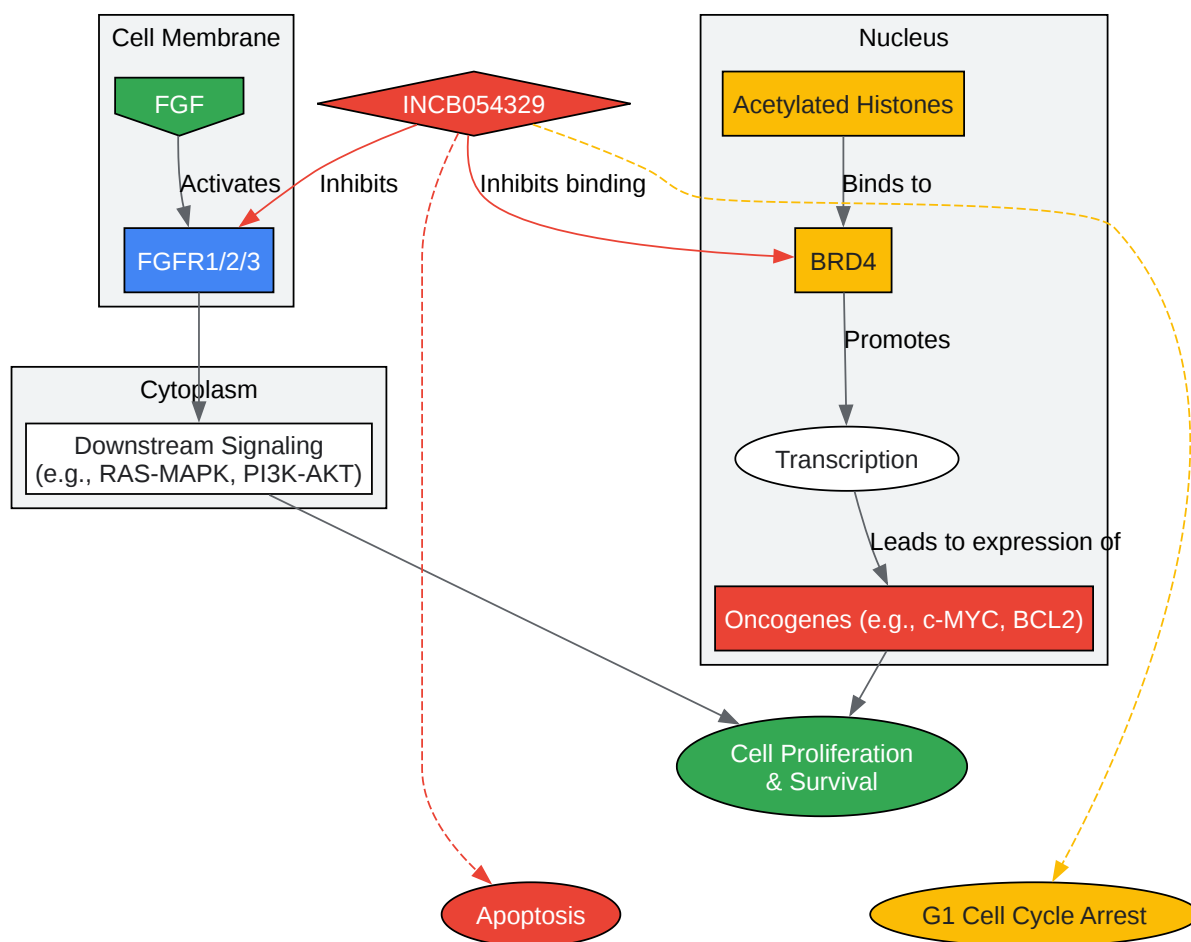 Cell Membrane
Nucleus
FGF
INCB054329
Acetylated Histones
Activates
Inhibits
Inhibits binding
Binds to
FGFR1/2/3
BRD4
Promotes
Cytoplasm
Downstream Signaling
(e.g., RAS-MAPK, PI3K-AKT)
Transcription
Leads to expression of
Oncogenes (e.g., c-MYC, BCL2)
Cell Proliferation
& Survival
Apoptosis
G1 Cell Cycle Arrest